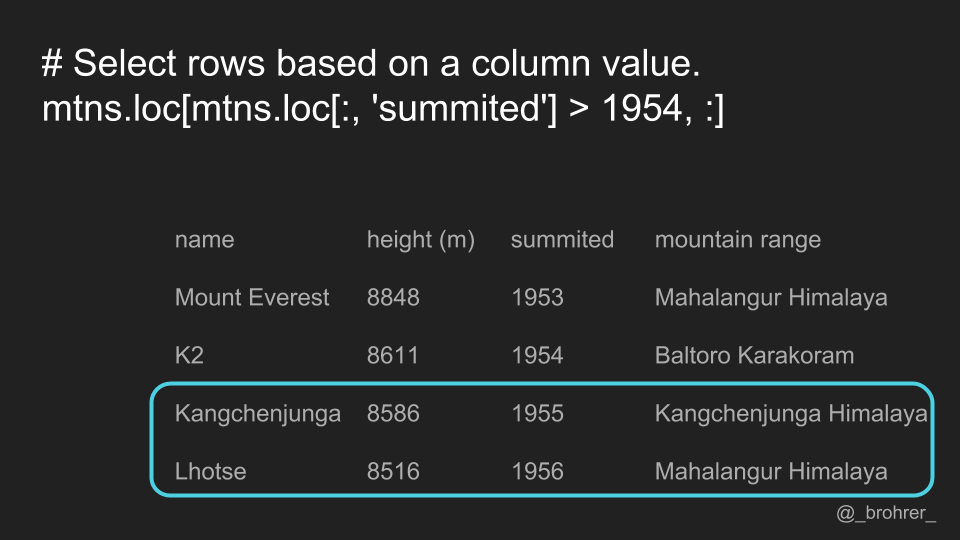 # Select rows based on a column value.
mtns.loc[mtns.loc[:, 'summited'] > 1954, :]
name height (m) summited mountain range
Mount Everest 8848 1953 Mahalangur Himalaya
K2 8611 1954 Baltoro Karakoram
Kangchenjunga 8586 1955 Kangchenjunga Himalaya
Lhotse 8516 1956 Mahalangur Himalaya
@_brohrer_